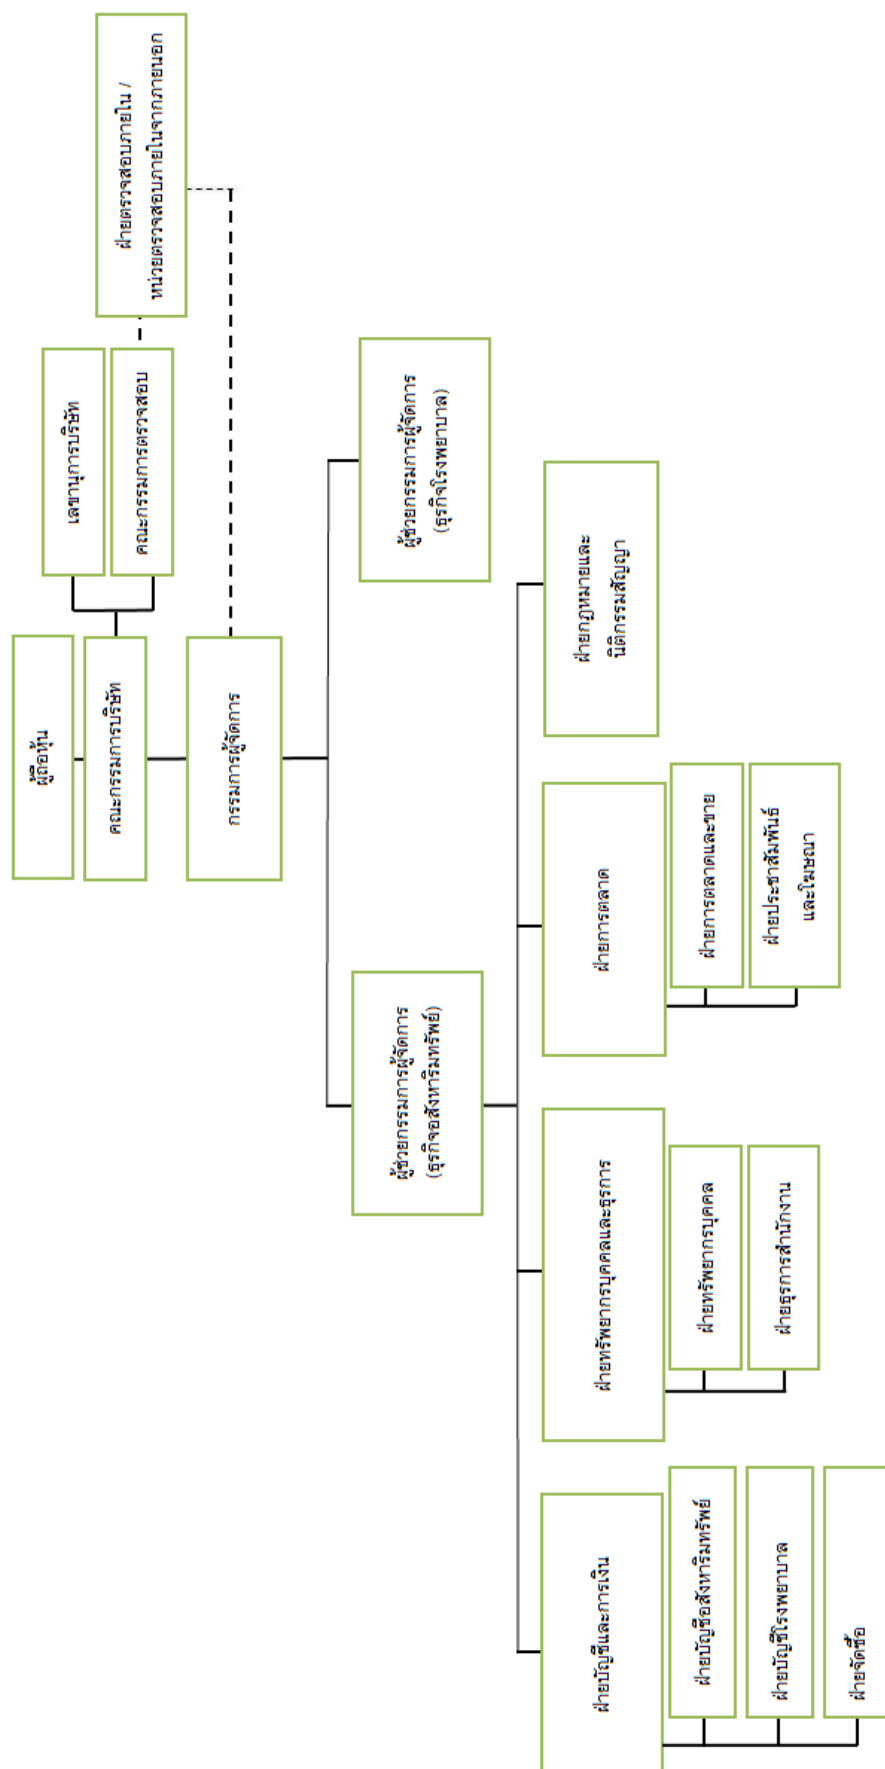 ผู้ถือหุ้น
คณะกรรมการบริษัท
เลขานุการบริษัท
คณะกรรมการตรวจสอบ
ฝ่ายตรวจสอบภายใน /
หน่วยตรวจสอบภายในจากภายนอก
กรรมการผู้จัดการ
ผู้ช่วยกรรมการผู้จัดการ
(ธุรกิจอสังหาริมทรัพย์)
ผู้ช่วยกรรมการผู้จัดการ
(ธุรกิจโรงพยาบาล)
ฝ่ายบัญชีและการเงิน
ฝ่ายบัญชีอสังหาริมทรัพย์
ฝ่ายบัญชีโรงพยาบาล
ฝ่ายจัดซื้อ
ฝ่ายทรัพยากรบุคคลและธุรการ
ฝ่ายทรัพยากรบุคคล
ฝ่ายธุรการสำนักงาน
ฝ่ายการตลาด
ฝ่ายการตลาดและขาย
ฝ่ายประชาสัมพันธ์
และโฆษณา
ฝ่ายกฎหมายและ
นิติกรรมสัญญา